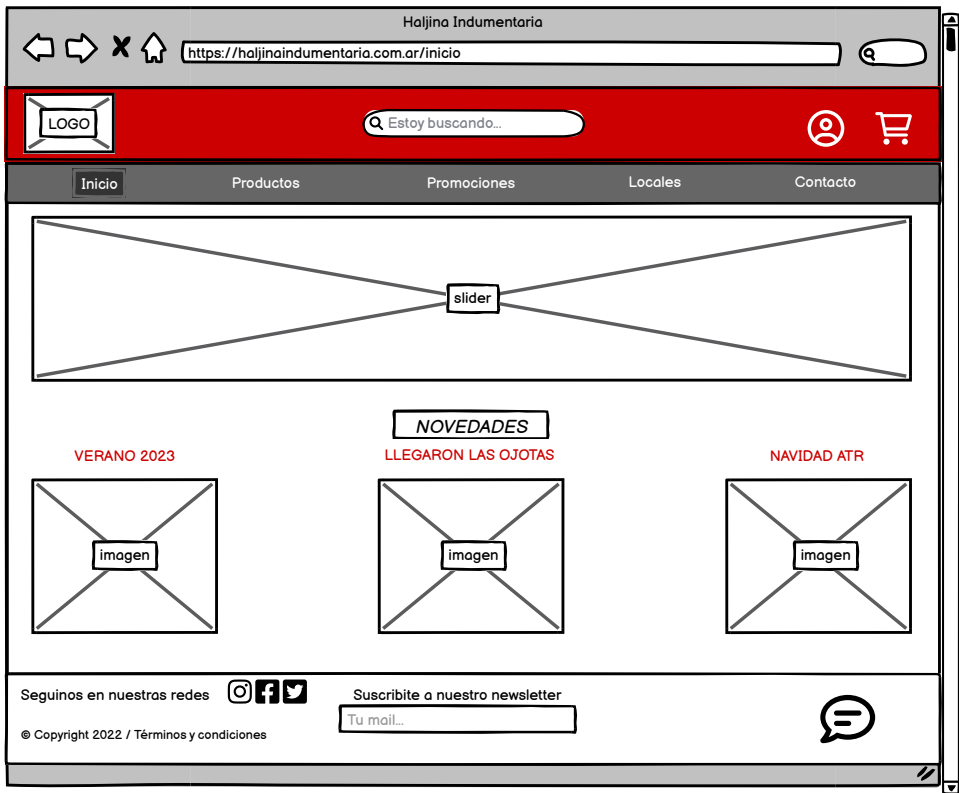 Haljina Indumentaria
https://haljinaindumentaria.com.ar/inicio
LOGO
Estoy buscando...
Inicio Productos Promociones Locales Contacto
slider
NOVEDADES
VERANO 2023 LLEGARON LAS OJOTAS NAVIDAD ATR
imagen imagen imagen
Seguinos en nuestras redes Suscribite a nuestro newsletter
Tu mail...
© Copyright 2022 / Términos y condiciones